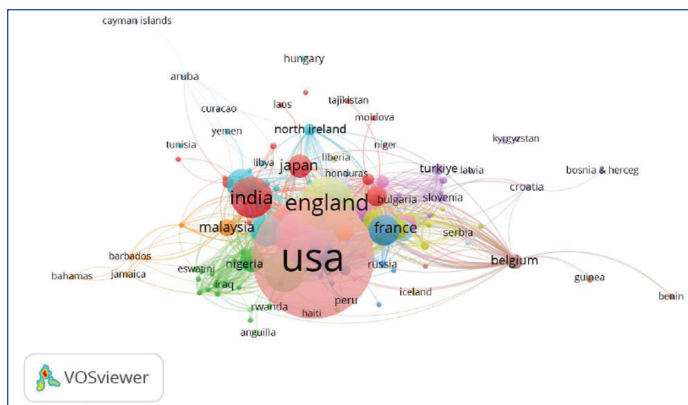 cayman islands
hungary
aruba
tajikistan
laos
curacao
moldova
north ireland
yemen
kyrgyzstan
tunisia
niger
liberia
libya
japan
turkiye
latvia
bosnia & herceg
honduras
croatia
india
england
bulgaria
slovenia
malaysia
france
serbia
barbados
usa
belgium
nigeria
russia
eswatini
bahamas
jamaica
guinea
iraq
iceland
benin
peru
rwanda
haiti
anguilla
VOSviewer